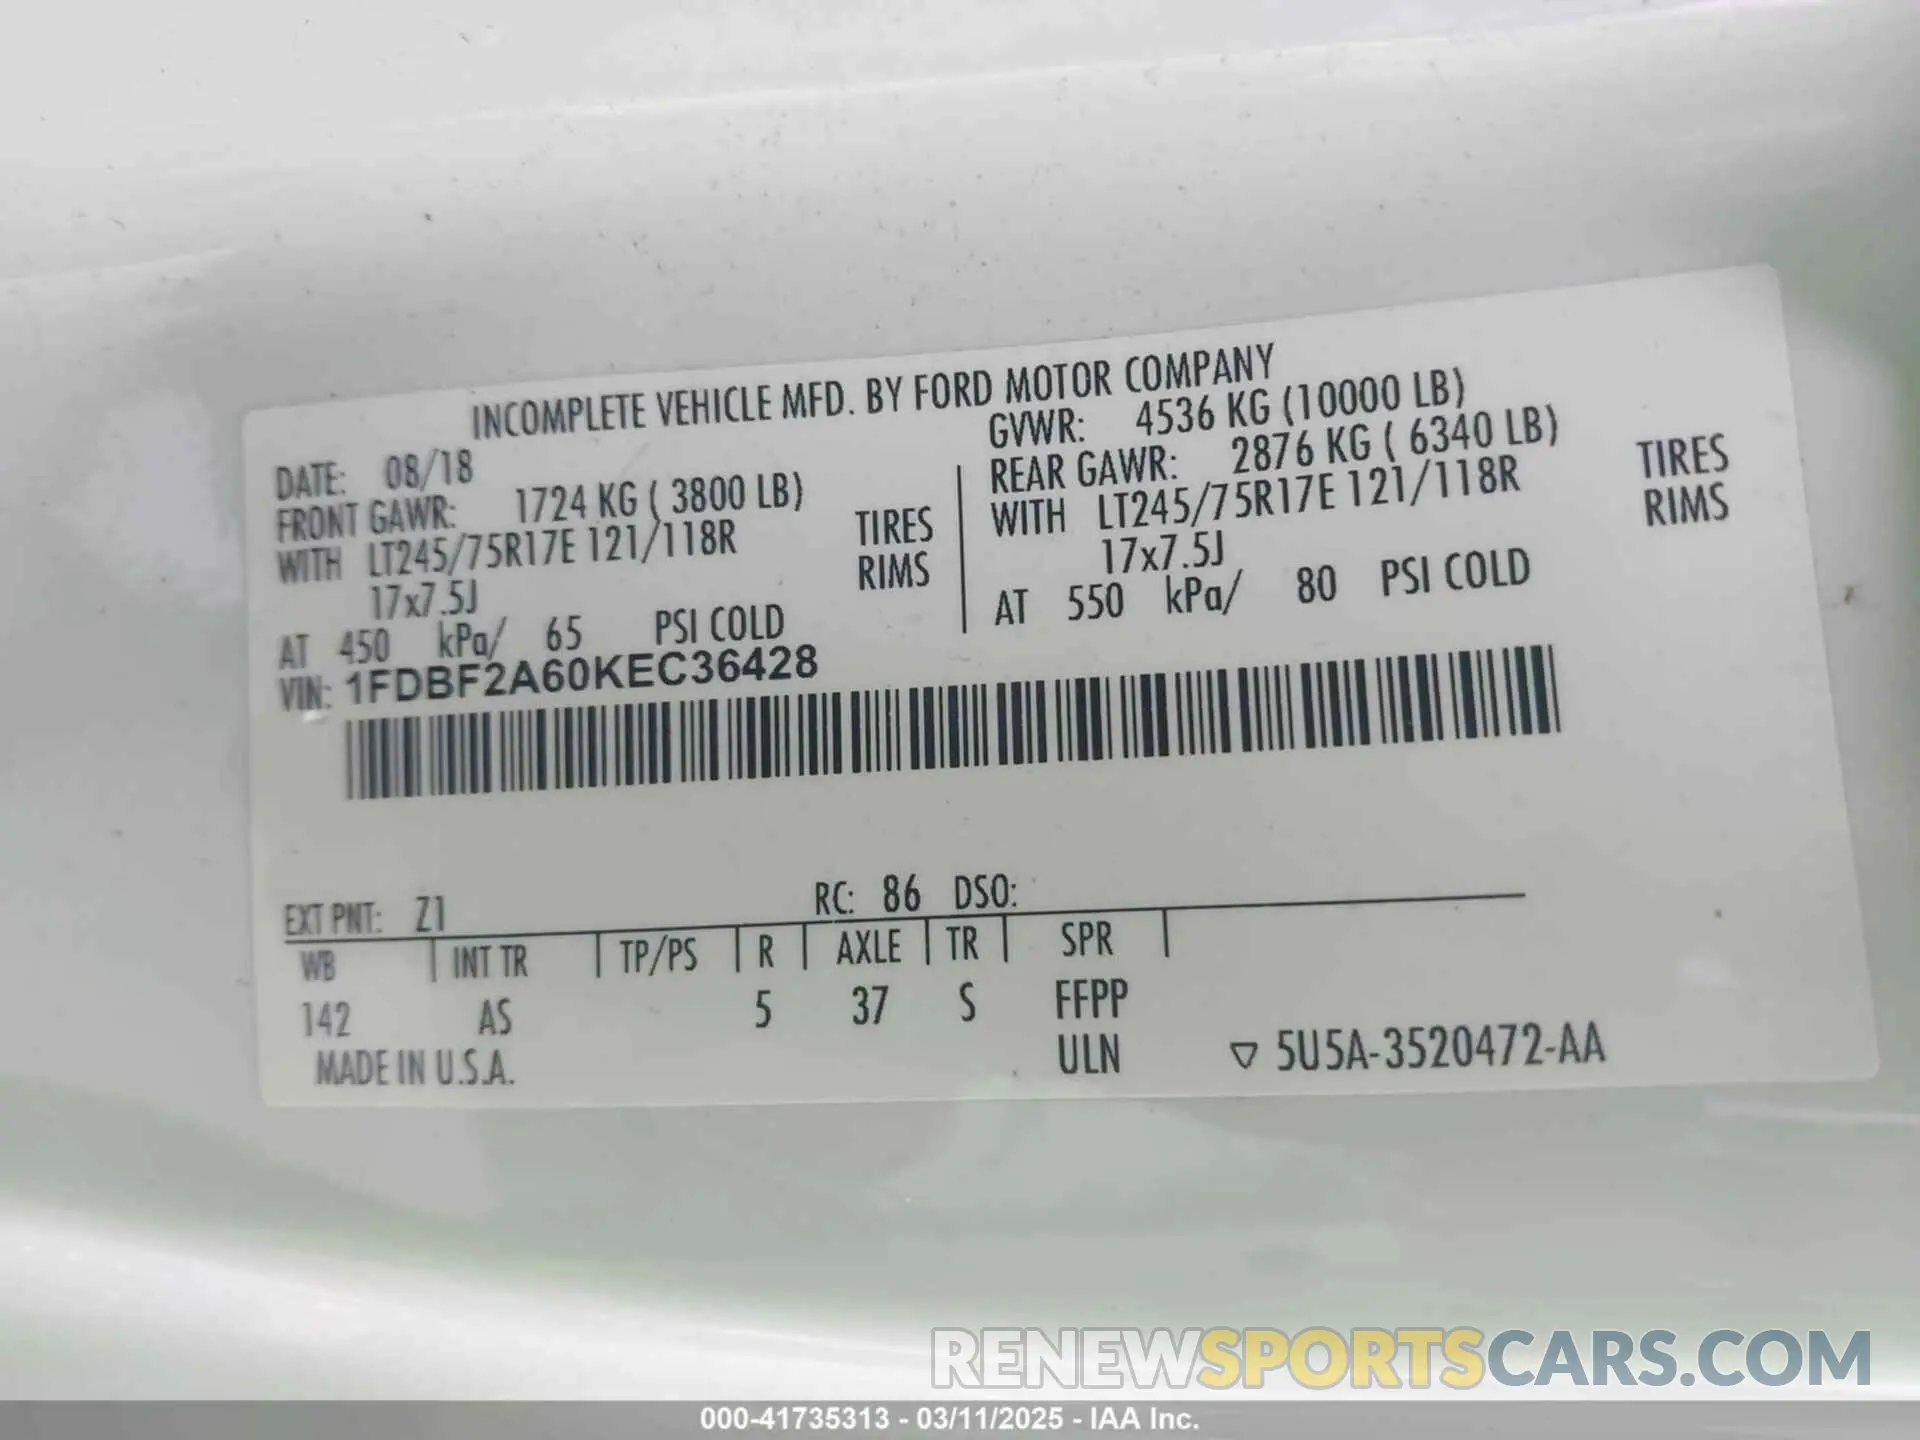 INCOMPLETE VEHICLE MFD. BY FORD MOTOR COMPANY
DATE: 08/18
GVWR: 4536 KG (10000 LB)
FRONT GAWR: 1724 KG ( 3800 LB)
REAR GAWR: 2876 KG ( 6340 LB)
WITH LT245/75R17E 121/118R TIRES
WITH LT245/75R17E 121/118R TIRES
17x7.5J RIMS
17x7.5J RIMS
AT 450 kPa/ 65 PSI COLD
AT 550 kPa/ 80 PSI COLD
VIN: 1FDBF2A60KEC36428
EXT PNT: Z1 RC: 86 DSO:
WB INT TR TP/PS R AXLE TR SPR
142 AS 5 37 S FFPP
MADE IN U.S.A. ULN ▽ 5U5A-3520472-AA
RENEWSPORTSCARS.COM
000-41735313 - 03/11/2025 - IAA Inc.